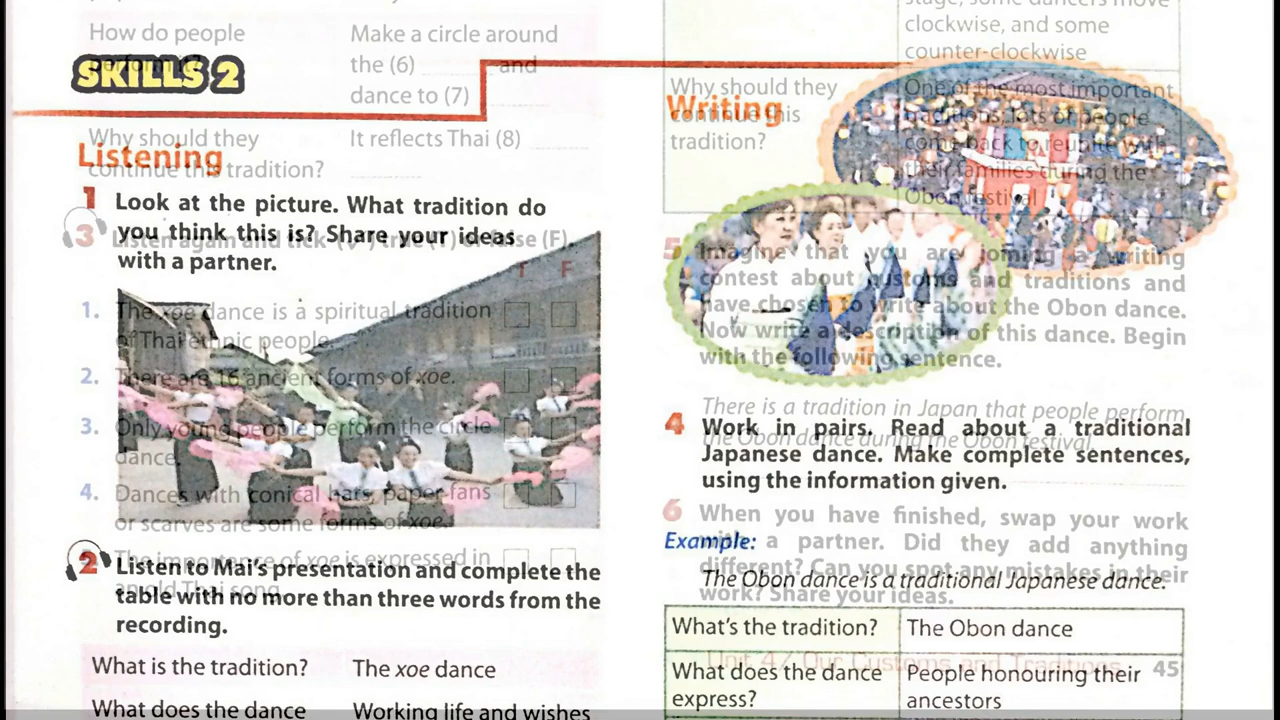 How do people
perform it?
Make a circle around
the (6) ________ and
dance to (7)
Why should they
continue this tradition?
It reflects Thai (8)
SKILLS 2
Listening
1 Look at the picture. What tradition do
you think this is? Share your ideas
with a partner.
3 Listen again and tick (✓) true (T) or false (F).
T F
1. The xoe dance is a spiritual tradition
of Thai ethnic people.
2. There are 16 ancient forms of xoe.
3. Only young people perform the circle
dance.
4. Dances with conical hats, paper fans
or scarves are some forms of xoe.
The importance of xoe is expressed in
an old Thai song.
2 Listen to Mai's presentation and complete the
table with no more than three words from the
recording.
What is the tradition? The xoe dance
What does the dance Working life and wishes
stage, some dancers move
clockwise, and some
counter-clockwise
Why should they
continue this
tradition?
One of the most important
traditions; lots of people
come back to reunite with
their families during the
Obon festival
Writing
5 Imagine that you are joining a writing
contest about customs and traditions and
have chosen to write about the Obon dance.
Now write a description of this dance. Begin
with the following sentence.
There is a tradition in Japan that people perform
the Obon dance during the Obon festival
4 Work in pairs. Read about a traditional
Japanese dance. Make complete sentences,
using the information given.
6 When you have finished, swap your work
with a partner. Did they add anything
different? Can you spot any mistakes in their
work? Share your ideas.
Example:
The Obon dance is a traditional Japanese dance.
What's the tradition? The Obon dance
What does the dance
express?
People honouring their
ancestors
Unit 4/ Our Customs and Traditions 45